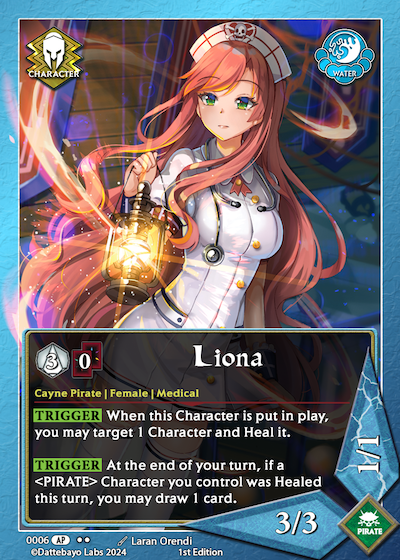 CHARACTER
WATER
3 0 Liona
Cayne Pirate | Female | Medical
TRIGGER When this Character is put in play,
you may target 1 Character and Heal it.
TRIGGER At the end of your turn, if a
<PIRATE> Character you control was Healed
this turn, you may draw 1 card.
1/1
3/3
PIRATE
0006 AP •• Laran Orendi
©Dattebayo Labs 2024 1st Edition